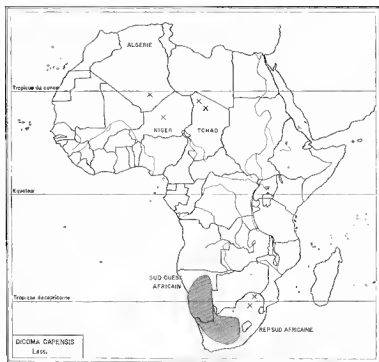 ALGERIE
Tropique du cancer
NIGER
TCHAD
Equateur
SUD-OUEST
AFRICAIN
Tropique du capricorne
REP SUD AFRICAINE
DICOMA CAPENSIS
Less.